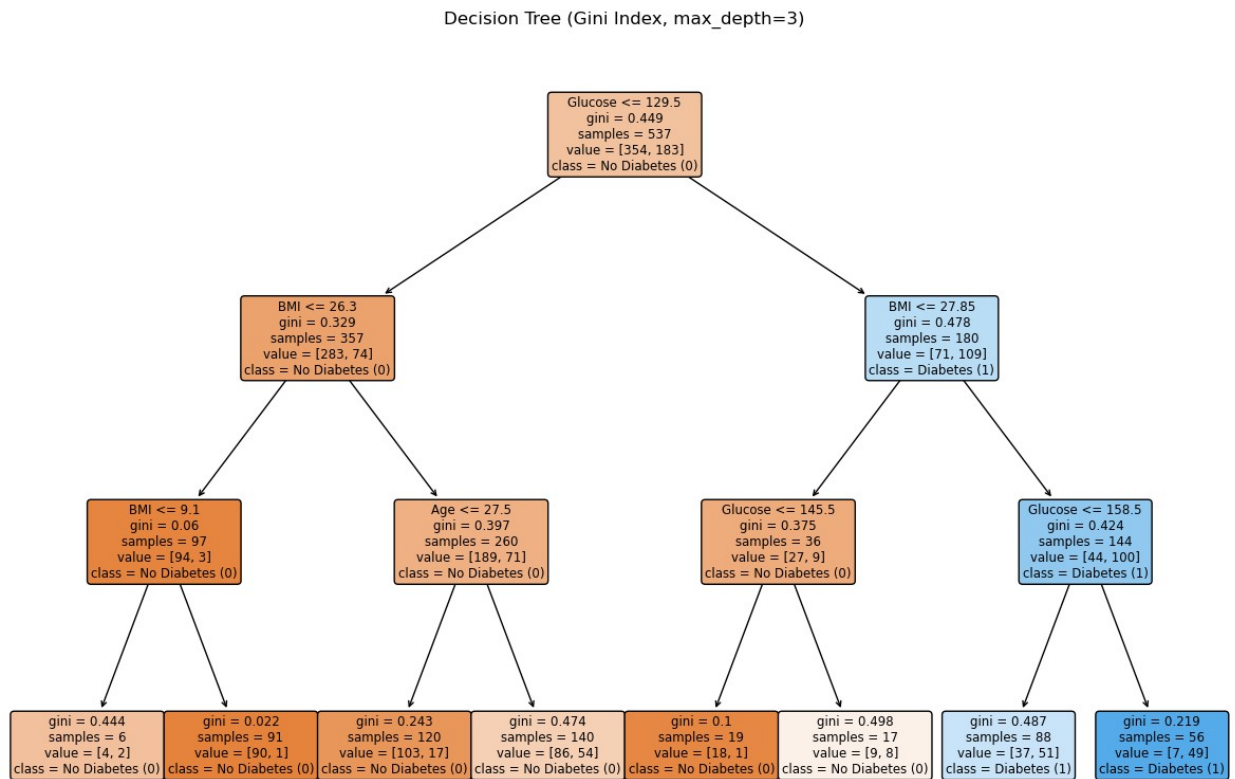 Decision Tree (Gini Index, max_depth=3)
Glucose <= 129.5
gini = 0.449
samples = 537
value = [354, 183]
class = No Diabetes (0)
BMI <= 26.3
gini = 0.329
samples = 357
value = [283, 74]
class = No Diabetes (0)
BMI <= 27.85
gini = 0.478
samples = 180
value = [71, 109]
class = Diabetes (1)
BMI <= 9.1
gini = 0.06
samples = 97
value = [94, 3]
class = No Diabetes (0)
Age <= 27.5
gini = 0.397
samples = 260
value = [189, 71]
class = No Diabetes (0)
Glucose <= 145.5
gini = 0.375
samples = 36
value = [27, 9]
class = No Diabetes (0)
Glucose <= 158.5
gini = 0.424
samples = 144
value = [44, 100]
class = Diabetes (1)
gini = 0.444
samples = 6
value = [4, 2]
class = No Diabetes (0)
gini = 0.022
samples = 91
value = [90, 1]
class = No Diabetes (0)
gini = 0.243
samples = 120
value = [103, 17]
class = No Diabetes (0)
gini = 0.474
samples = 140
value = [86, 54]
class = No Diabetes (0)
gini = 0.1
samples = 19
value = [18, 1]
class = No Diabetes (0)
gini = 0.498
samples = 17
value = [9, 8]
class = No Diabetes (0)
gini = 0.487
samples = 88
value = [37, 51]
class = Diabetes (1)
gini = 0.219
samples = 56
value = [7, 49]
class = Diabetes (1)